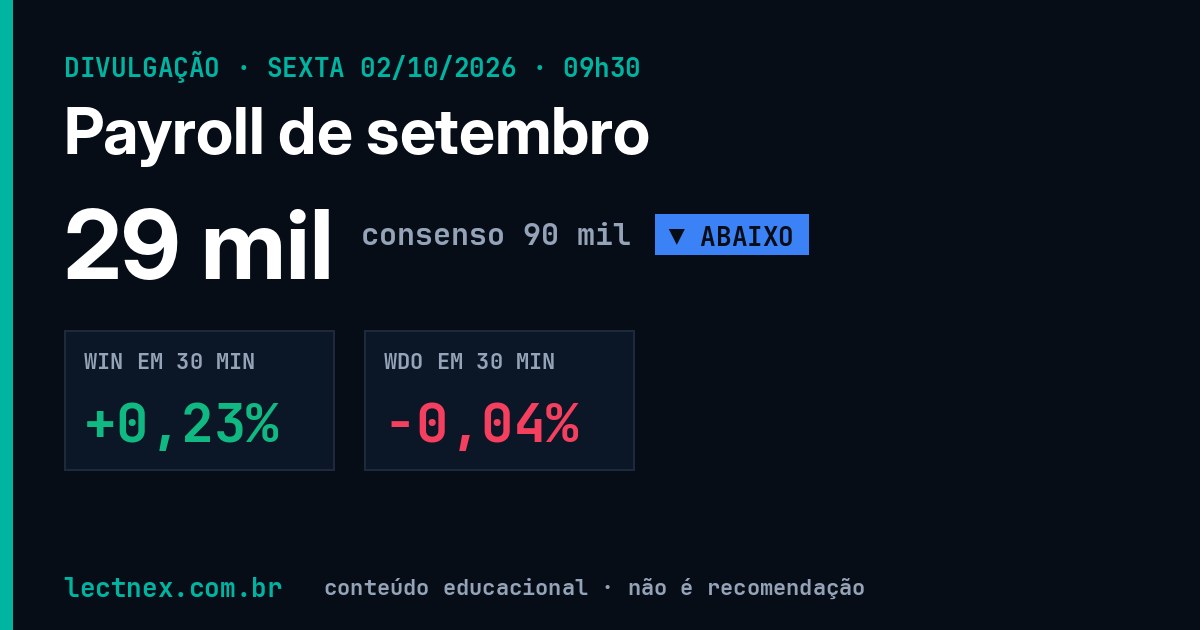 DIVULGAÇÃO · SEXTA 02/10/2026 · 09h30
Payroll de setembro
29 mil consenso 90 mil ▼ ABAIXO
WIN EM 30 MIN
+0,23%
WDO EM 30 MIN
-0,04%
lectnex.com.br conteúdo educacional · não é recomendação